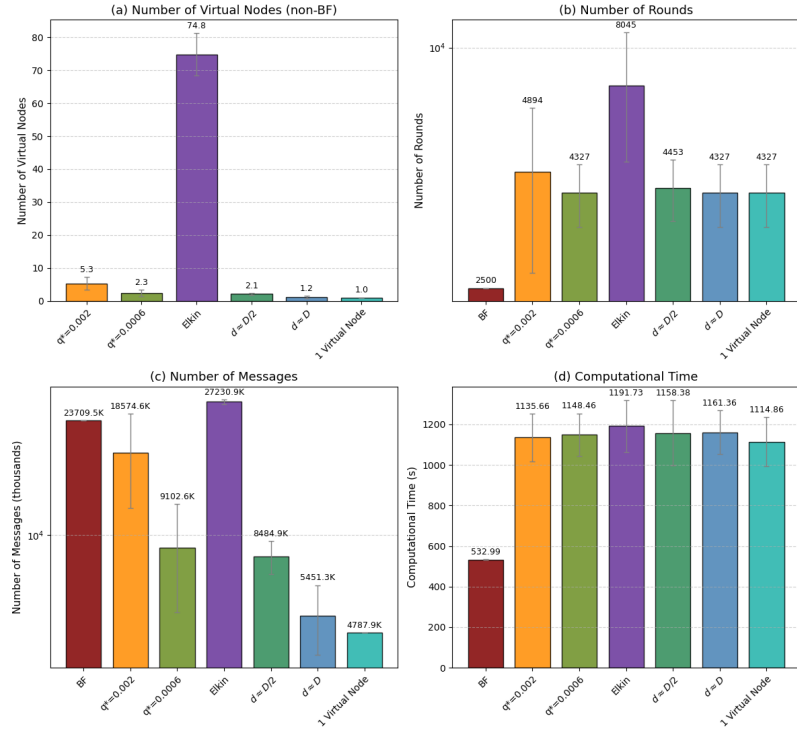 (a) Number of Virtual Nodes (non-BF)
Number of Virtual Nodes
80
70
60
50
40
30
20
10
0
5.3
2.3
74.8
2.1
1.2
1.0
q*=0.002
q*=0.0006
Elkin
d ≈ D/2
d ≈ D
1 Virtual Node
(b) Number of Rounds
Number of Rounds
10⁴
2500
4894
4327
8045
4453
4327
4327
BF
q*=0.002
q*=0.0006
Elkin
d ≈ D/2
d ≈ D
1 Virtual Node
(c) Number of Messages
Number of Messages (thousands)
10⁴
23709.5K
18574.6K
9102.6K
27230.9K
8484.9K
5451.3K
4787.9K
BF
q*=0.002
q*=0.0006
Elkin
d ≈ D/2
d ≈ D
1 Virtual Node
(d) Computational Time
Computational Time (s)
1200
1000
800
600
400
200
0
532.99
1135.66
1148.46
1191.73
1158.38
1161.36
1114.86
BF
q*=0.002
q*=0.0006
Elkin
d ≈ D/2
d ≈ D
1 Virtual Node